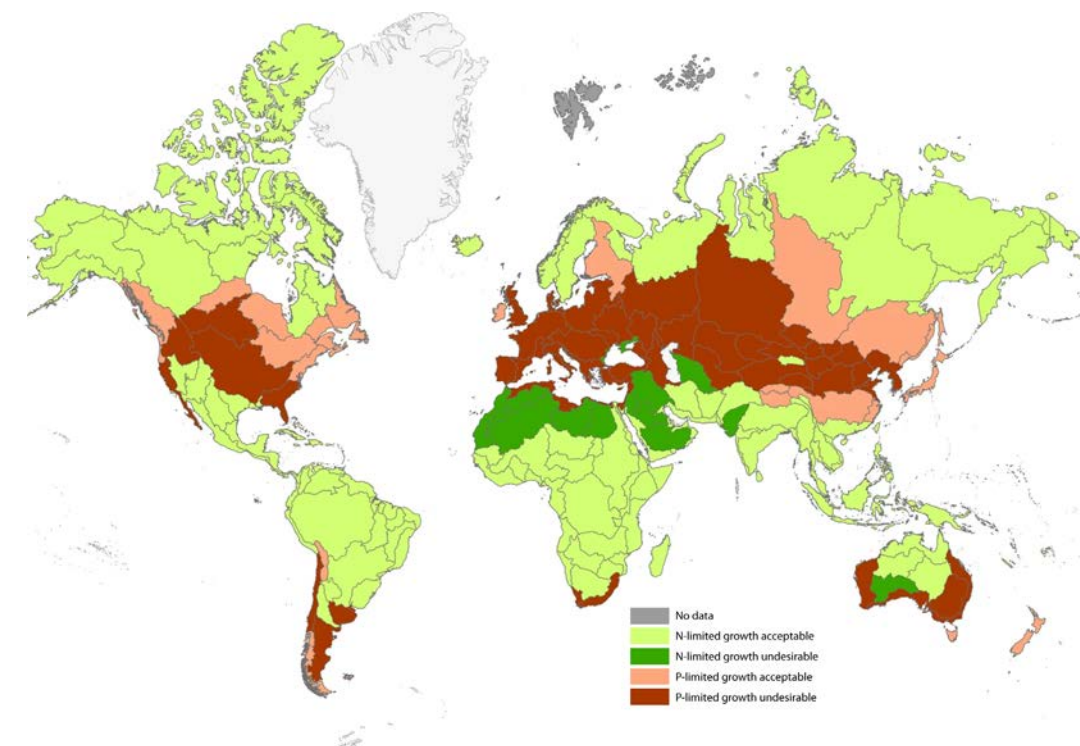 No data
N-limited growth acceptable
N-limited growth undesirable
P-limited growth acceptable
P-limited growth undesirable